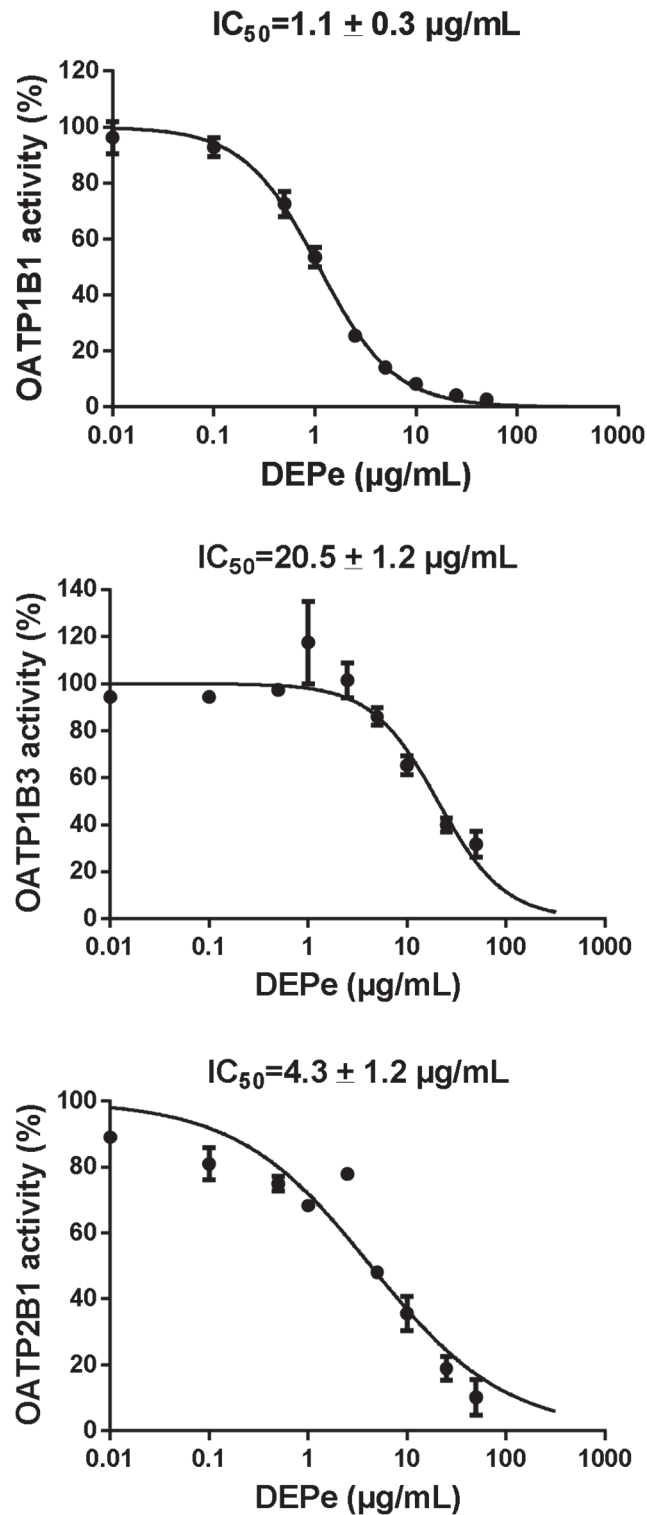 IC50=1.1 ± 0.3 µg/mL
120
100
80
60
40
20
0
OATP1B1 activity (%)
0.01 0.1 1 10 100 1000
DEPe (µg/mL)
IC50=20.5 ± 1.2 µg/mL
140
120
100
80
60
40
20
0
OATP1B3 activity (%)
0.01 0.1 1 10 100 1000
DEPe (µg/mL)
IC50=4.3 ± 1.2 µg/mL
100
80
60
40
20
0
OATP2B1 activity (%)
0.01 0.1 1 10 100 1000
DEPe (µg/mL)